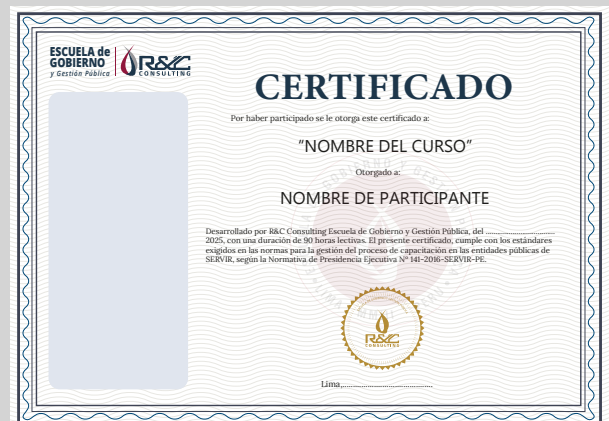 ESCUELA de
GOBIERNO
y Gestión Pública
R&C
CONSULTING
CERTIFICADO
Por haber participado se le otorga este certificado a:
“NOMBRE DEL CURSO”
Otorgado a:
NOMBRE DE PARTICIPANTE
Desarrollado por R&C Consulting Escuela de Gobierno y Gestión Pública, del ................................
2025, con una duración de 90 horas lectivas. El presente certificado, cumple con los estándares
exigidos en las normas para la gestión del proceso de capacitación en las entidades públicas de
SERVIR, según la Normativa de Presidencia Ejecutiva Nº 141-2016-SERVIR-PE.
R&C
CONSULTING
Lima,..........................................